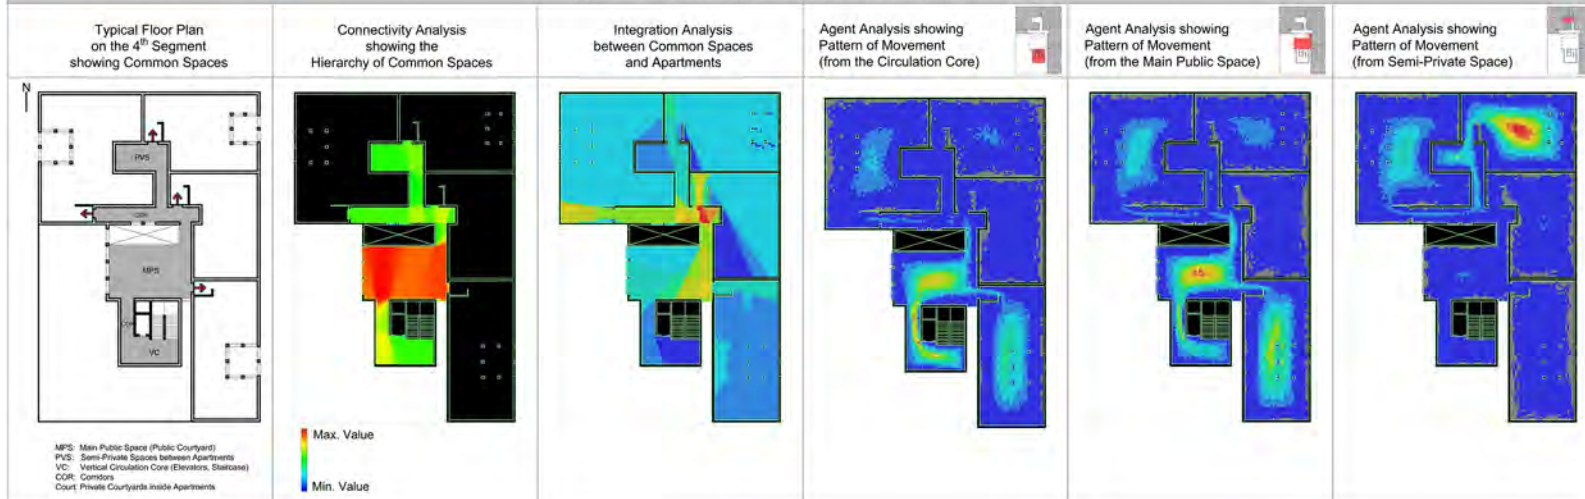 Typical Floor Plan
on the 4th Segment
showing Common Spaces
Connectivity Analysis
showing the
Hierarchy of Common Spaces
Integration Analysis
between Common Spaces
and Apartments
Agent Analysis showing
Pattern of Movement
(from the Circulation Core)
Agent Analysis showing
Pattern of Movement
(from the Main Public Space)
Agent Analysis showing
Pattern of Movement
(from Semi-Private Space)
N
PVS
COR
MPS
COR
VC
MPS: Main Public Space (Public Courtyard)
PVS: Semi-Private Spaces between Apartments
VC: Vertical Circulation Core (Elevators, Staircase)
COR: Corridors
Court: Private Courtyards inside Apartments
Max. Value
Min. Value